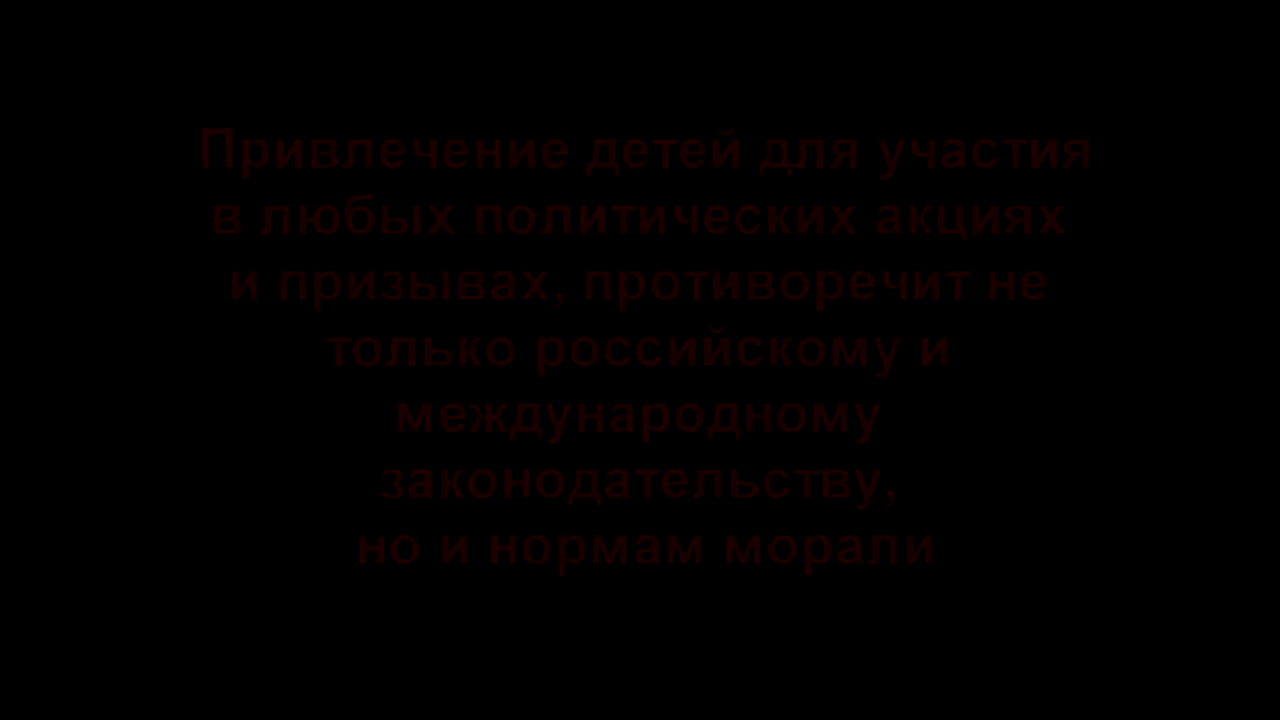 Привлечение детей для участия
в любых политических акциях
и призывах, противоречит не
только российскому и
международному
законодательству,
но и нормам морали